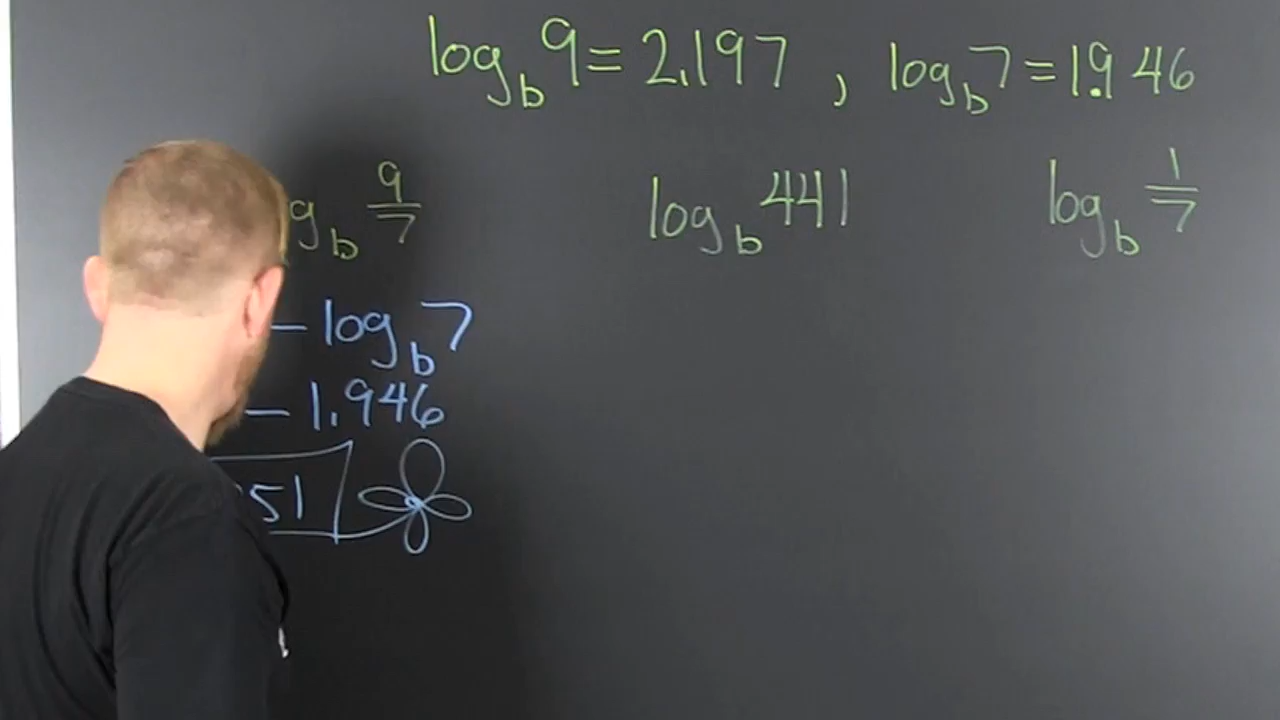 log_b 9 = 2.197 , log_b 7 = 1.946
g_b 9/7 log_b 441 log_b 1/7
− log_b 7
− 1.946
51